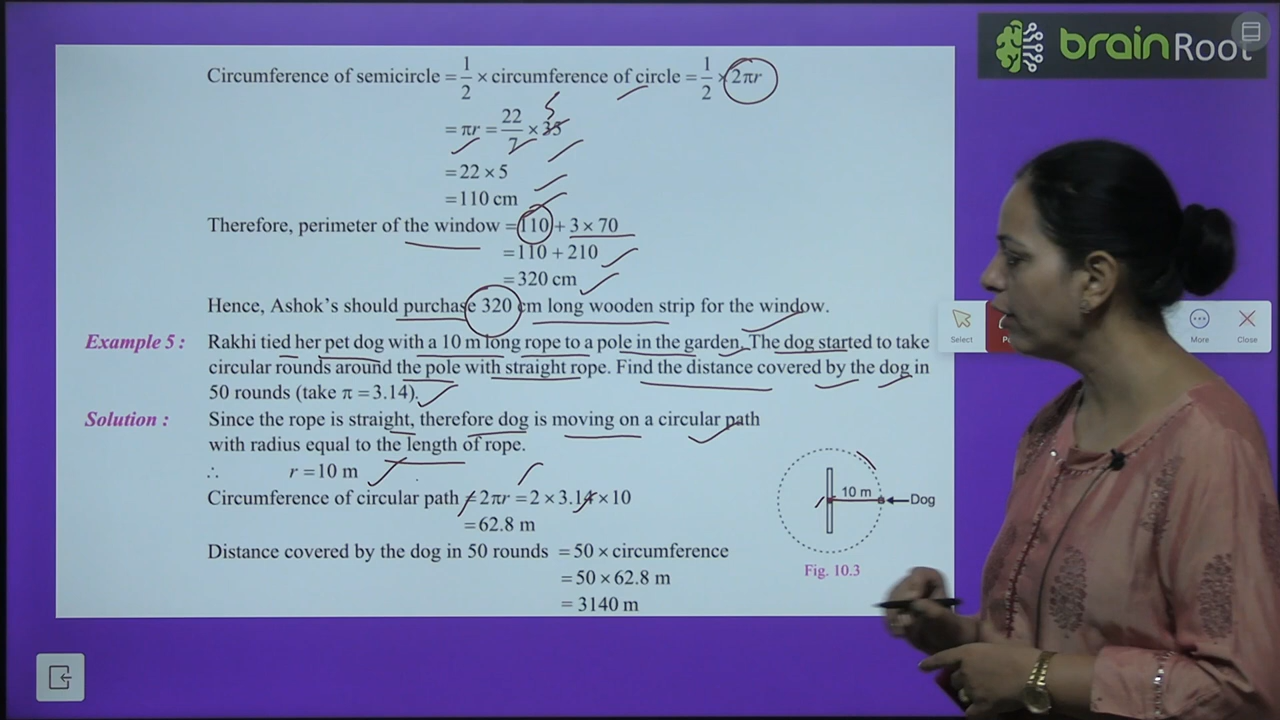 brainRoot
Circumference of semicircle = 1/2 × circumference of circle = 1/2 × 2πr
= πr = 22/7 × 35
5
= 22 × 5
= 110 cm
Therefore, perimeter of the window = 110 + 3 × 70
= 110 + 210
= 320 cm
Hence, Ashok's should purchase 320 cm long wooden strip for the window.
Example 5 : Rakhi tied her pet dog with a 10 m long rope to a pole in the garden. The dog started to take
circular rounds around the pole with straight rope. Find the distance covered by the dog in
50 rounds (take π = 3.14).
Solution : Since the rope is straight, therefore dog is moving on a circular path
with radius equal to the length of rope.
∴ r = 10 m
Circumference of circular path = 2πr = 2 × 3.14 × 10
= 62.8 m
Distance covered by the dog in 50 rounds = 50 × circumference
= 50 × 62.8 m
= 3140 m
10 m
Dog
Fig. 10.3
Select
More
Close